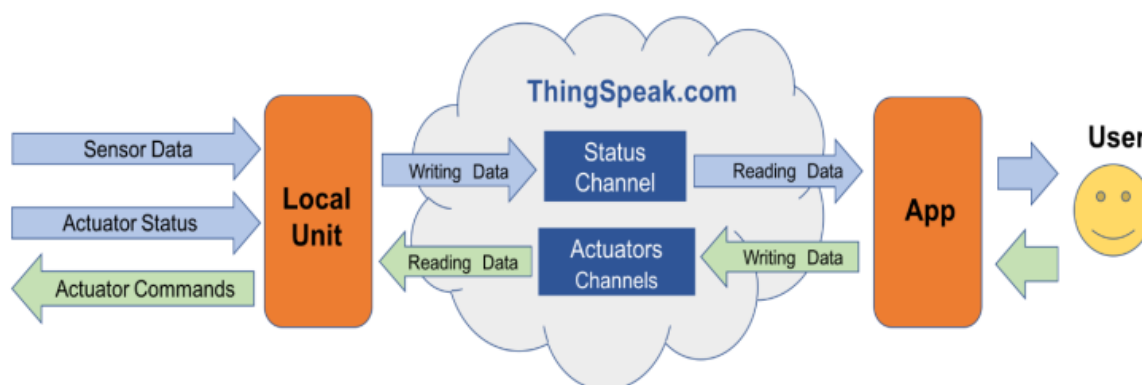 ThingSpeak.com
Sensor Data
Actuator Status
Actuator Commands
Local
Unit
Writing Data
Reading Data
Status
Channel
Actuators
Channels
Reading Data
Writing Data
App
User